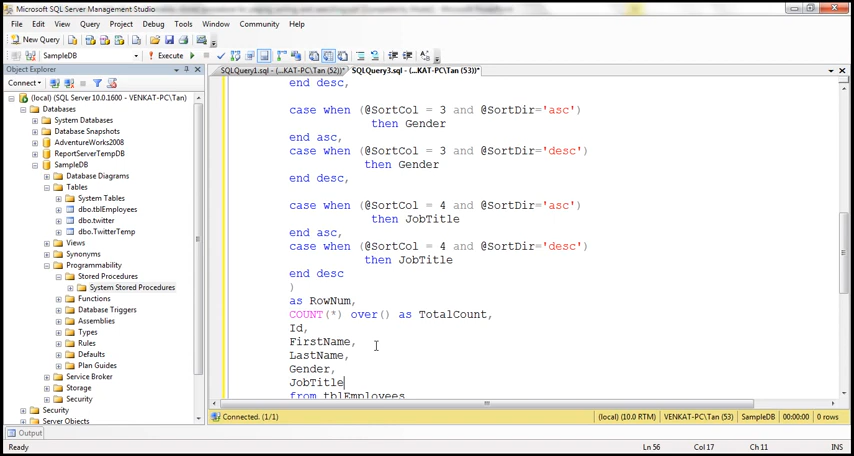 Microsoft SQL Server Management Studio
File Edit View Query Project Debug Tools Window Community Help
New Query
SampleDB Execute
Object Explorer
SQLQuery1.sql - (...KAT-PC\Tan (52))* SQLQuery3.sql - (...KAT-PC\Tan (53))*
Connect
(local) (SQL Server 10.0.1600 - VENKAT-PC\Tan)
Databases
System Databases
Database Snapshots
AdventureWorks2008
ReportServerTempDB
SampleDB
Database Diagrams
Tables
System Tables
dbo.tblEmployees
dbo.twitter
dbo.TwitterTemp
Views
Synonyms
Programmability
Stored Procedures
System Stored Procedures
Functions
Database Triggers
Assemblies
Types
Rules
Defaults
Plan Guides
Service Broker
Storage
Security
Security
Server Objects
end desc,
case when (@SortCol = 3 and @SortDir='asc')
then Gender
end asc,
case when (@SortCol = 3 and @SortDir='desc')
then Gender
end desc,
case when (@SortCol = 4 and @SortDir='asc')
then JobTitle
end asc,
case when (@SortCol = 4 and @SortDir='desc')
then JobTitle
end desc
)
as RowNum,
COUNT(*) over() as TotalCount,
Id,
FirstName,
LastName,
Gender,
JobTitle
from tblEmployees
Connected. (1/1) (local) (10.0 RTM) VENKAT-PC\Tan (53) SampleDB 00:00:00 0 rows
Output
Ready Ln 56 Col 17 Ch 11 INS